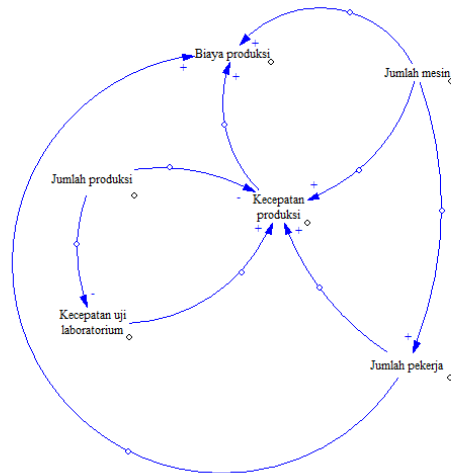 +
Biaya produksi
+
+
Jumlah mesin
Jumlah produksi
+
-
Kecepatan
produksi
+
+
-
Kecepatan uji
laboratorium
+
Jumlah pekerja